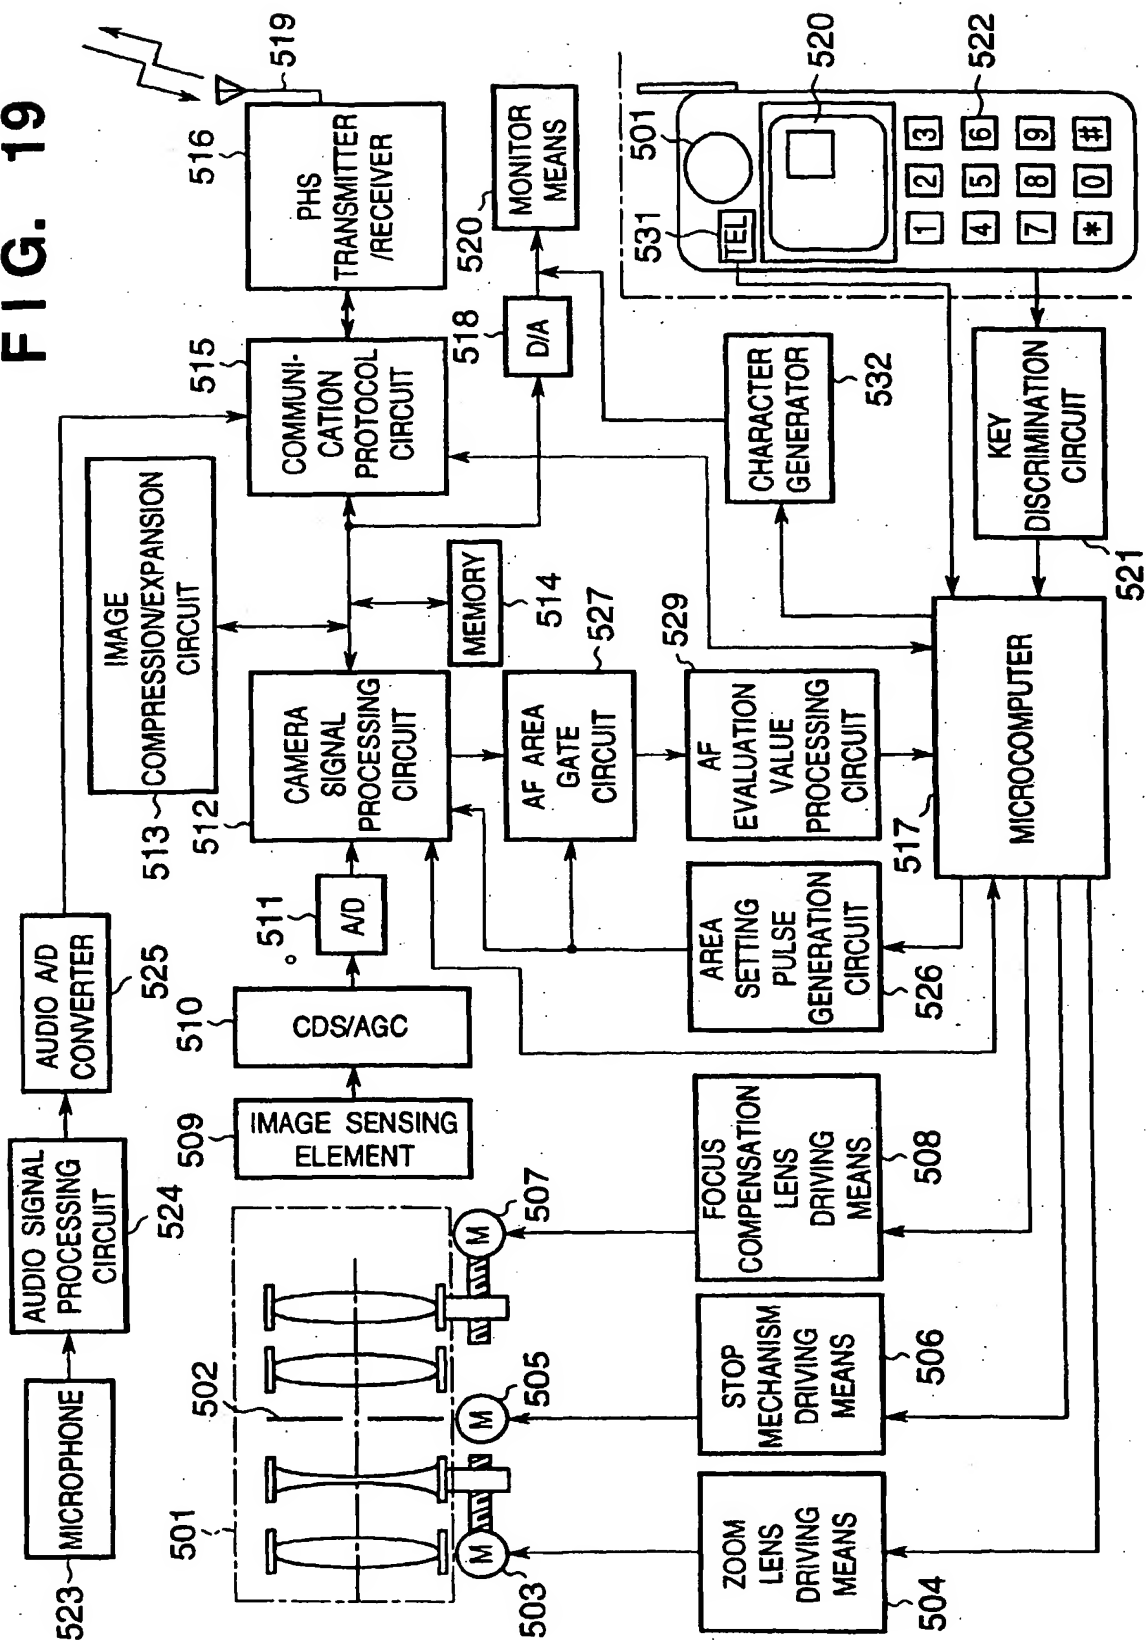 FIG. 19
523
MICROPHONE
AUDIO SIGNAL
PROCESSING
CIRCUIT
524
AUDIO A/D
CONVERTER
525
513
IMAGE
COMPRESSION/EXPANSION
CIRCUIT
519
501
502
503
M
505
M
507
M
509
IMAGE SENSING
ELEMENT
510
CDS/AGC
511
A/D
512
CAMERA
SIGNAL
PROCESSING
CIRCUIT
515
COMMUNI-
CATION
PROTOCOL
CIRCUIT
516
PHS
TRANSMITTER
/RECEIVER
MEMORY
514
518
D/A
520
MONITOR
MEANS
AF AREA
GATE
CIRCUIT
527
504
ZOOM
LENS
DRIVING
MEANS
STOP
MECHANISM
DRIVING
MEANS
506
FOCUS
COMPENSATION
LENS
DRIVING
MEANS
508
AREA
SETTING
PULSE
GENERATION
CIRCUIT
526
529
AF
EVALUATION
VALUE
PROCESSING
CIRCUIT
CHARACTER
GENERATOR
532
517
MICROCOMPUTER
KEY
DISCRIMINATION
CIRCUIT
521
531
TEL
501
520
522
1 2 3
4 5 6
7 8 9
* 0 #